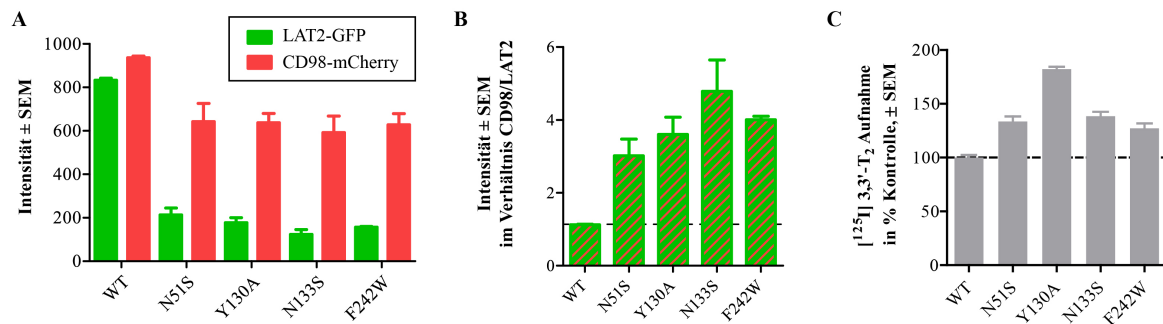 A
LAT2-GFP
CD98-mCherry
Intensität ± SEM
1000
800
600
400
200
0
WT
N51S
Y130A
N133S
F242W
B
Intensität ± SEM
im Verhältnis CD98/LAT2
6
4
2
0
WT
N51S
Y130A
N133S
F242W
C
[¹²⁵I] 3,3'-T₂ Aufnahme
in % Kontrolle, ± SEM
200
150
100
50
0
WT
N51S
Y130A
N133S
F242W